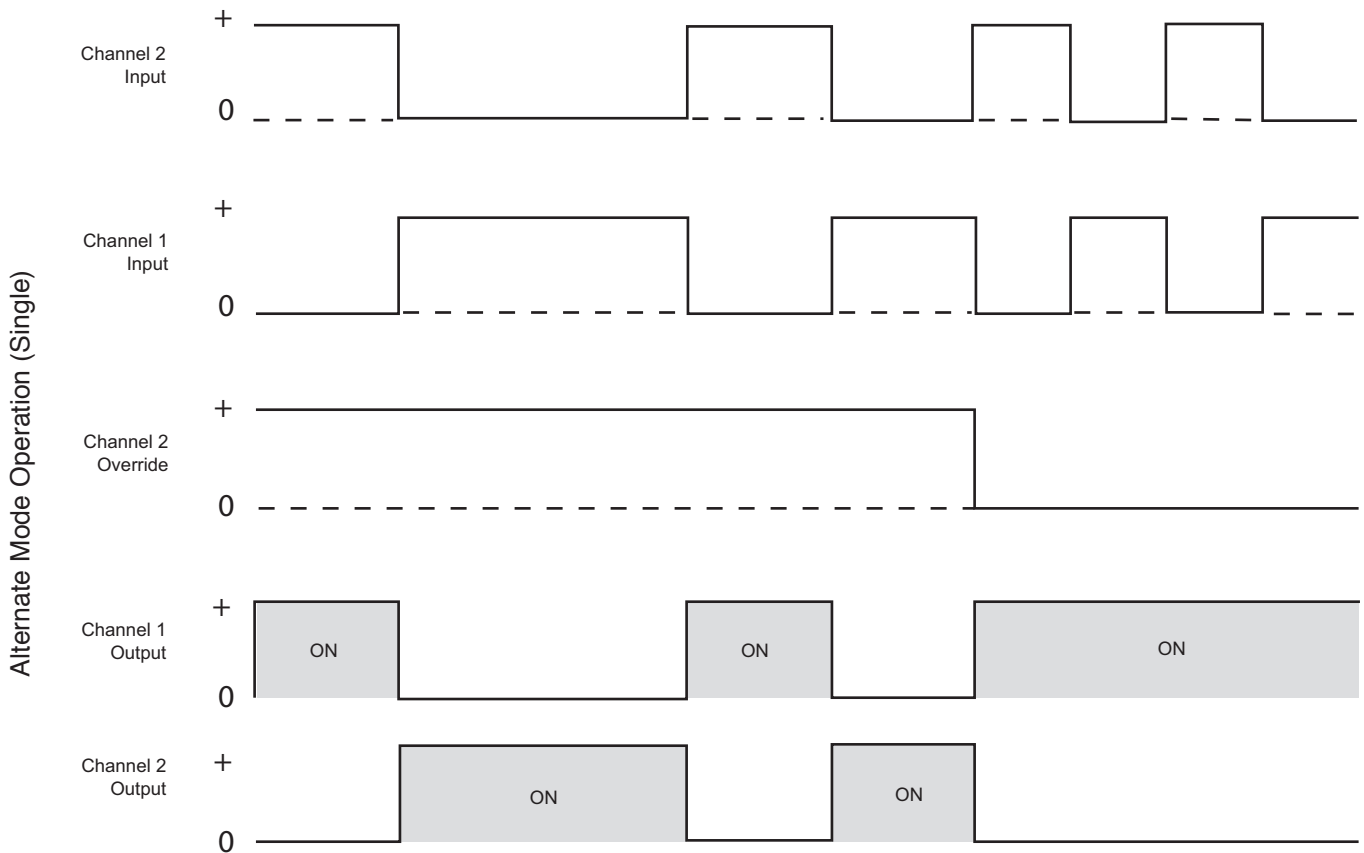 Alternate Mode Operation (Single)
+
Channel 2
Input
0
+
Channel 1
Input
0
+
Channel 2
Override
0
+
Channel 1
Output
ON
ON
ON
0
+
Channel 2
Output
ON
ON
0